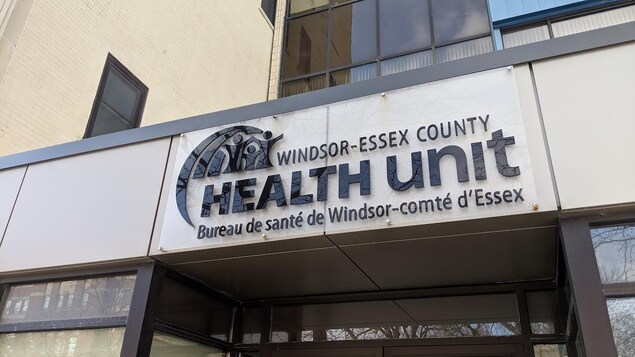 WINDSOR-ESSEX COUNTY
HEALTH unit
Bureau de santé de Windsor-comté d'Essex